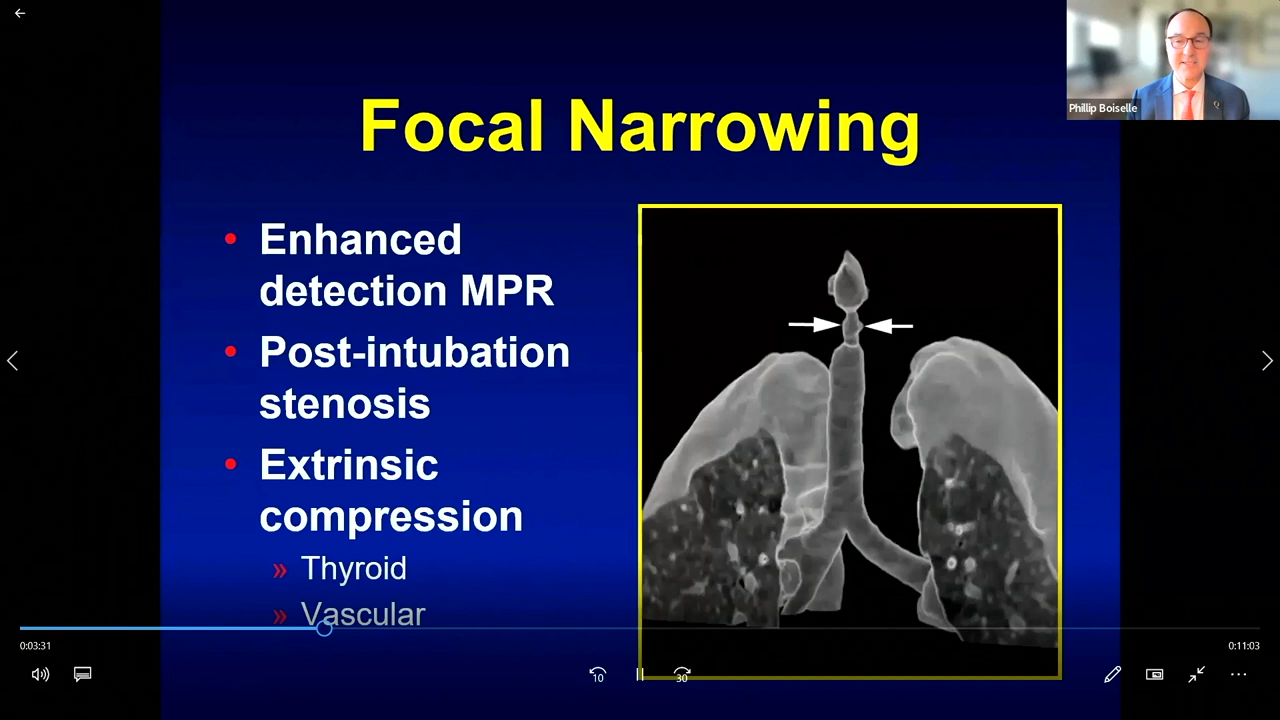 Phillip Boiselle
Focal Narrowing
• Enhanced
detection MPR
• Post-intubation
stenosis
• Extrinsic
compression
» Thyroid
» Vascular
0:03:31
0:11:03
10
30